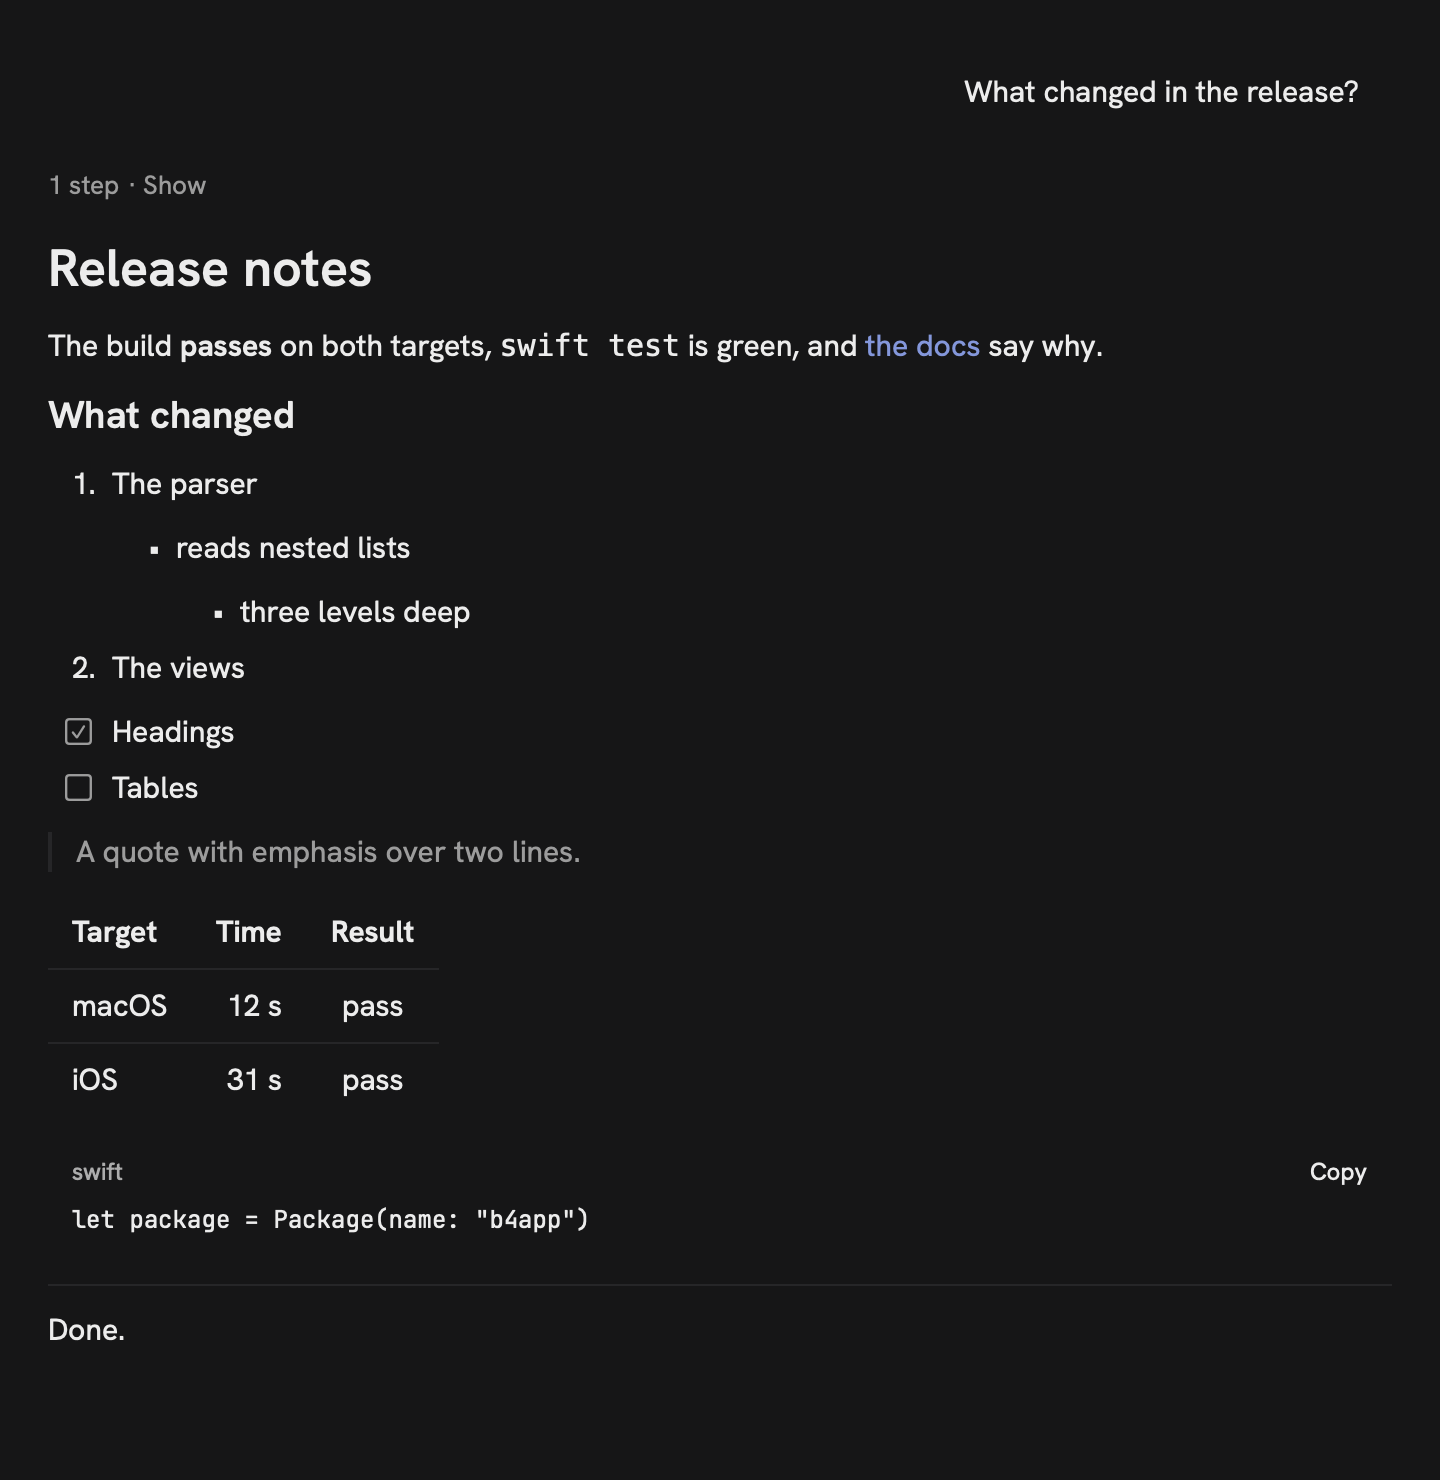 What changed in the release?
1 step · Show
Release notes
The build passes on both targets, swift test is green, and the docs say why.
What changed
1. The parser
▪ reads nested lists
▪ three levels deep
2. The views
Headings
Tables
A quote with emphasis over two lines.
Target Time Result
macOS 12 s pass
iOS 31 s pass
swift Copy
let package = Package(name: "b4app")
Done.